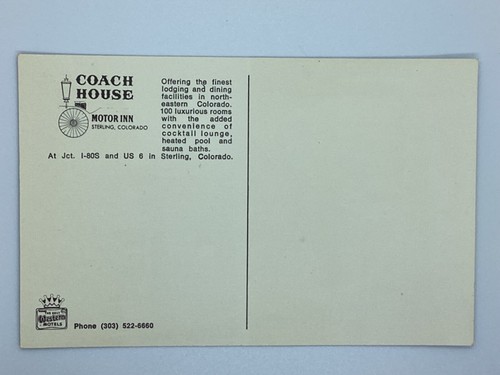 COACH
HOUSE
MOTOR INN
STERLING, COLORADO
Offering the finest
lodging and dining
facilities in north-
eastern Colorado.
100 luxurious rooms
with the added
convenience of
cocktail lounge,
heated pool and
sauna baths.
At Jct. I-80S and US 6 in Sterling, Colorado.
Western
MOTELS
Phone (303) 522-6660